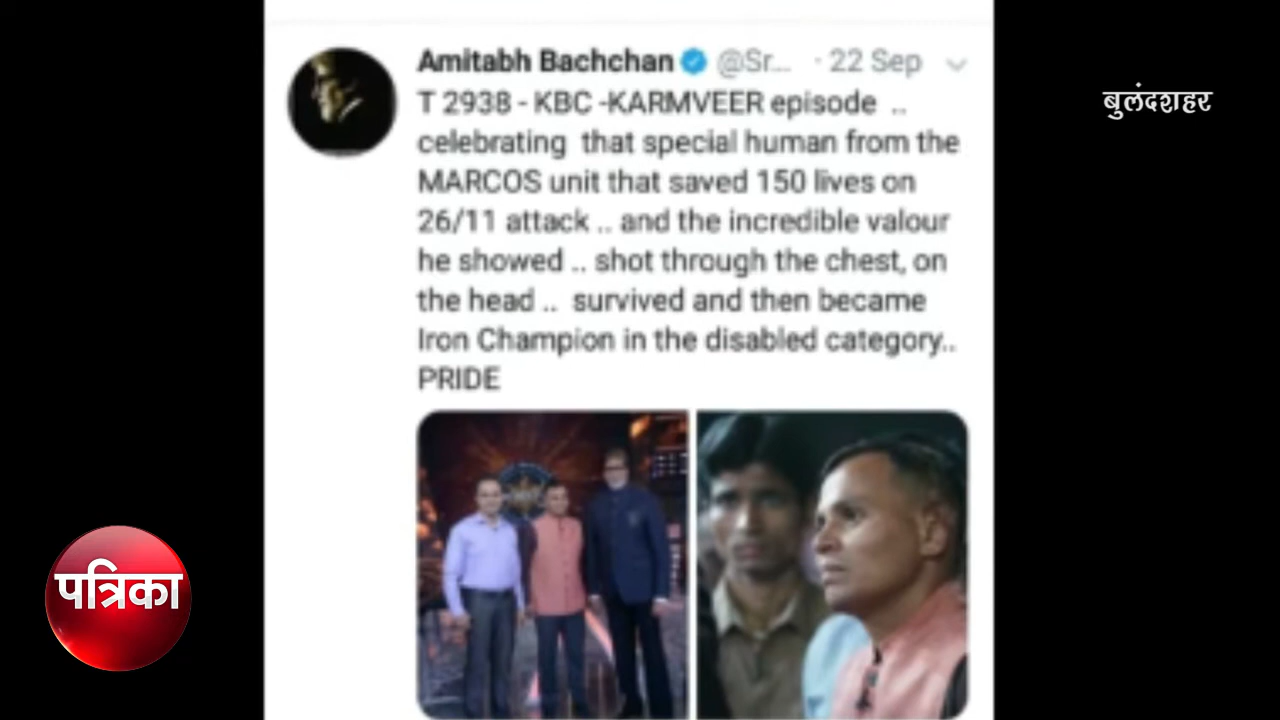 Amitabh Bachchan @Sr... · 22 Sep
T 2938 - KBC -KARMVEER episode ..
celebrating that special human from the
MARCOS unit that saved 150 lives on
26/11 attack .. and the incredible valour
he showed .. shot through the chest, on
the head .. survived and then became
Iron Champion in the disabled category..
PRIDE
बुलंदशहर
पत्रिका